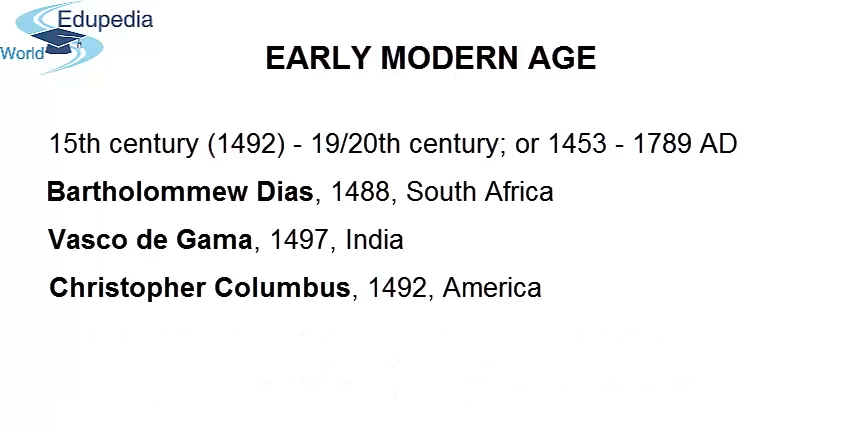 Edupedia
World
EARLY MODERN AGE
15th century (1492) - 19/20th century; or 1453 - 1789 AD
Bartholommew Dias, 1488, South Africa
Vasco de Gama, 1497, India
Christopher Columbus, 1492, America